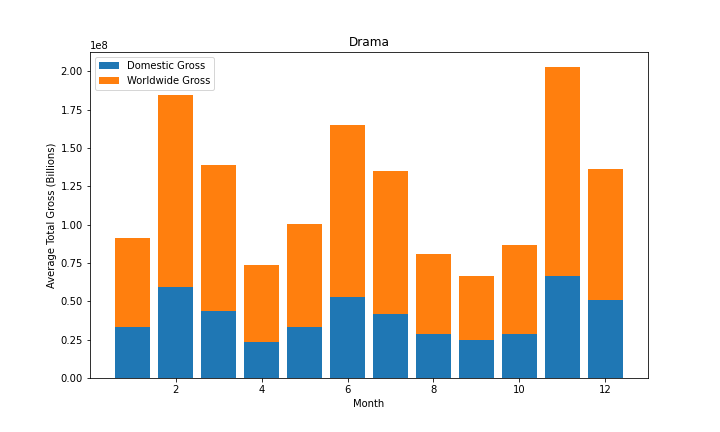 Drama
1e8
Domestic Gross
Worldwide Gross
2.00
1.75
1.50
1.25
1.00
0.75
0.50
0.25
0.00
Average Total Gross (Billions)
2 4 6 8 10 12
Month